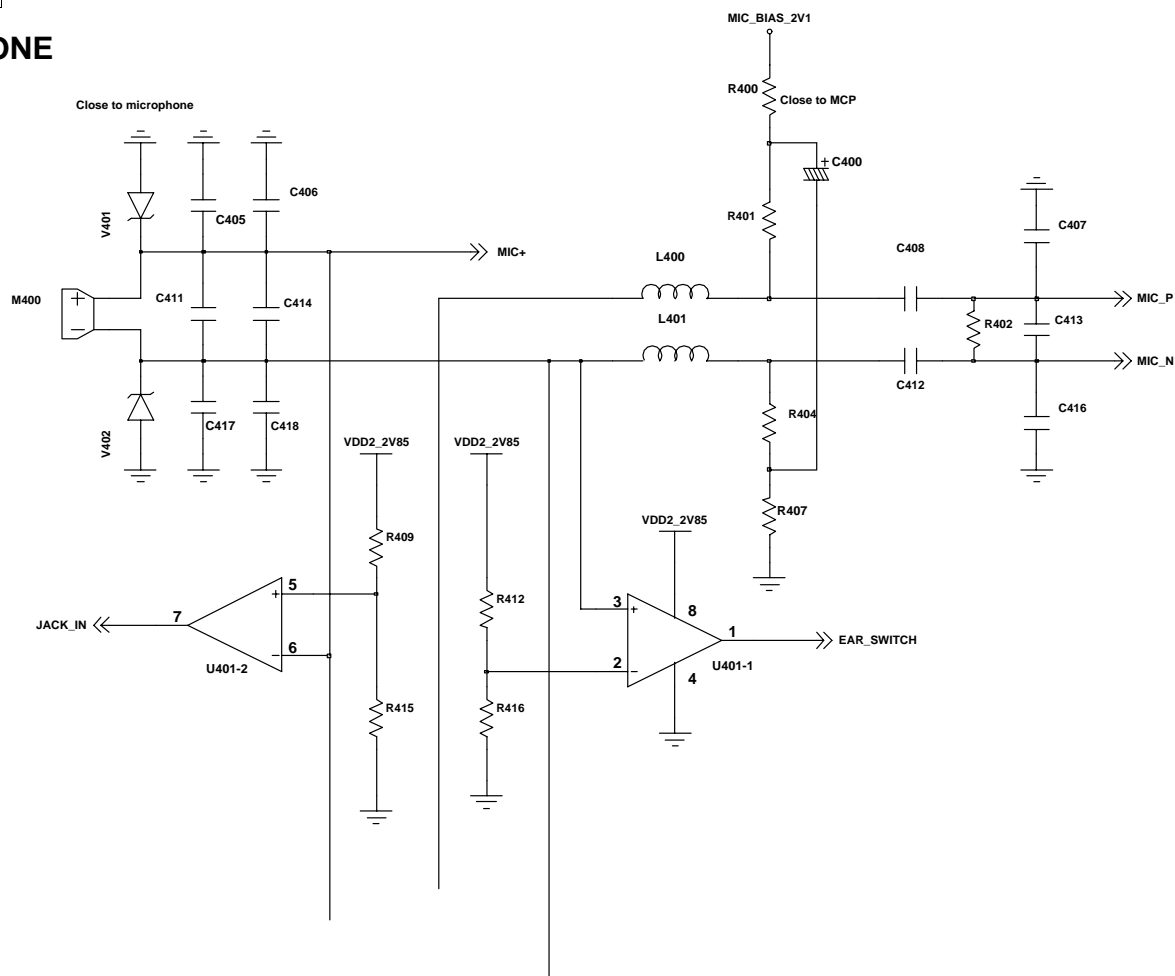 ONE
MIC_BIAS_2V1
R400
Close to MCP
Close to microphone
C400
C406
V401
C405
R401
C407
C408
MIC+
L400
M400
+
−
C411
C414
MIC_P
L401
R402
C413
MIC_N
C412
V402
C417
C418
R404
C416
VDD2_2V85
VDD2_2V85
R407
VDD2_2V85
R409
5
+
R412
3
+
8
7
JACK_IN
1
EAR_SWITCH
6
−
2
−
U401-2
U401-1
4
R415
R416